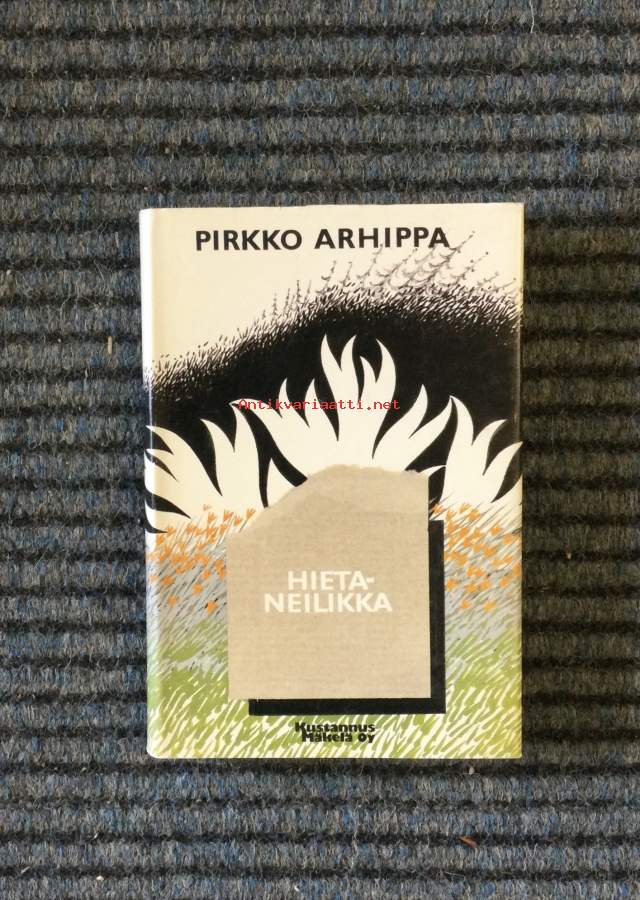 PIRKKO ARHIPPA
Antikvariaatti.net
HIETA-
NEILIKKA
Kustannus
Mäkelä Oy